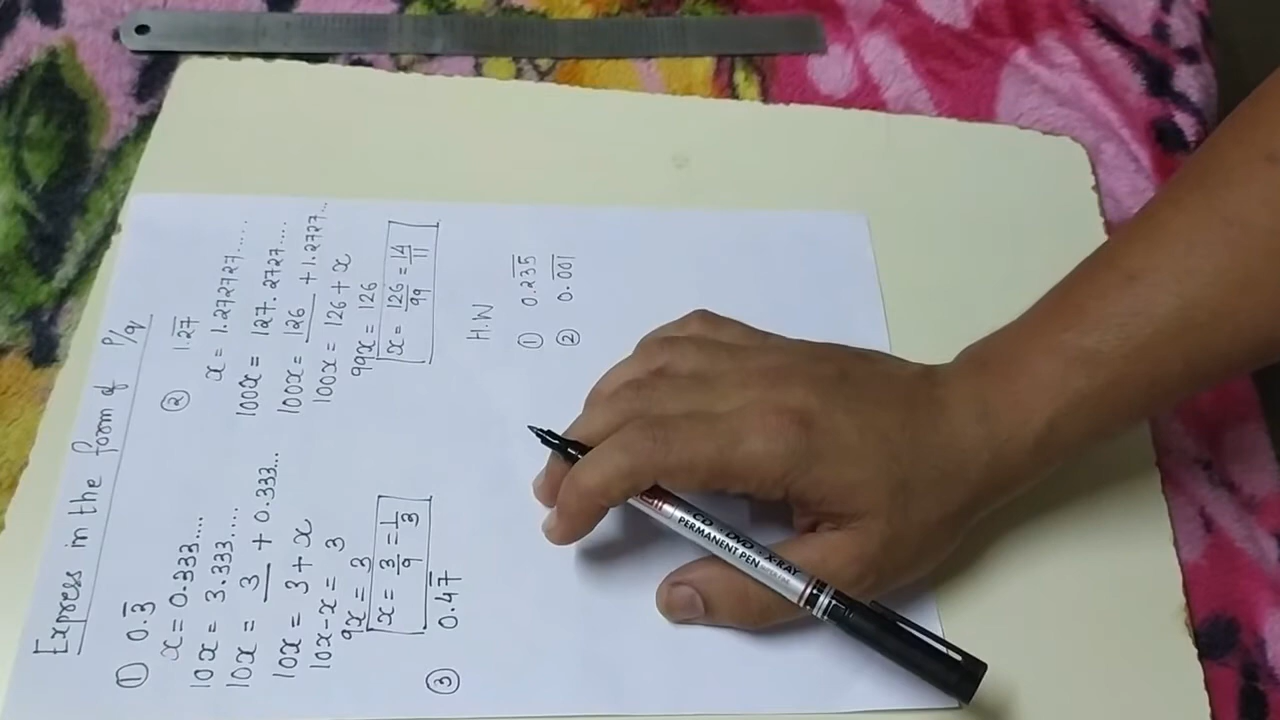 Express in the form of P/q
① 0.3̅
x = 0.333....
10x = 3.333.....
10x = 3 + 0.333...
10x = 3 + x
10x-x = 3
9x = 3
x = 3/9 = 1/3
② 1.2̅7̅
x = 1.272727.....
100x = 127.2727.....
100x = 126 + 1.2727...
100x = 126 + x
99x = 126
x = 126/99 = 14/11
③ 0.47̅
H.W
① 0.23̅5̅
② 0.0̅0̅1̅
CD · DVD · X-RAY
PERMANENT PEN